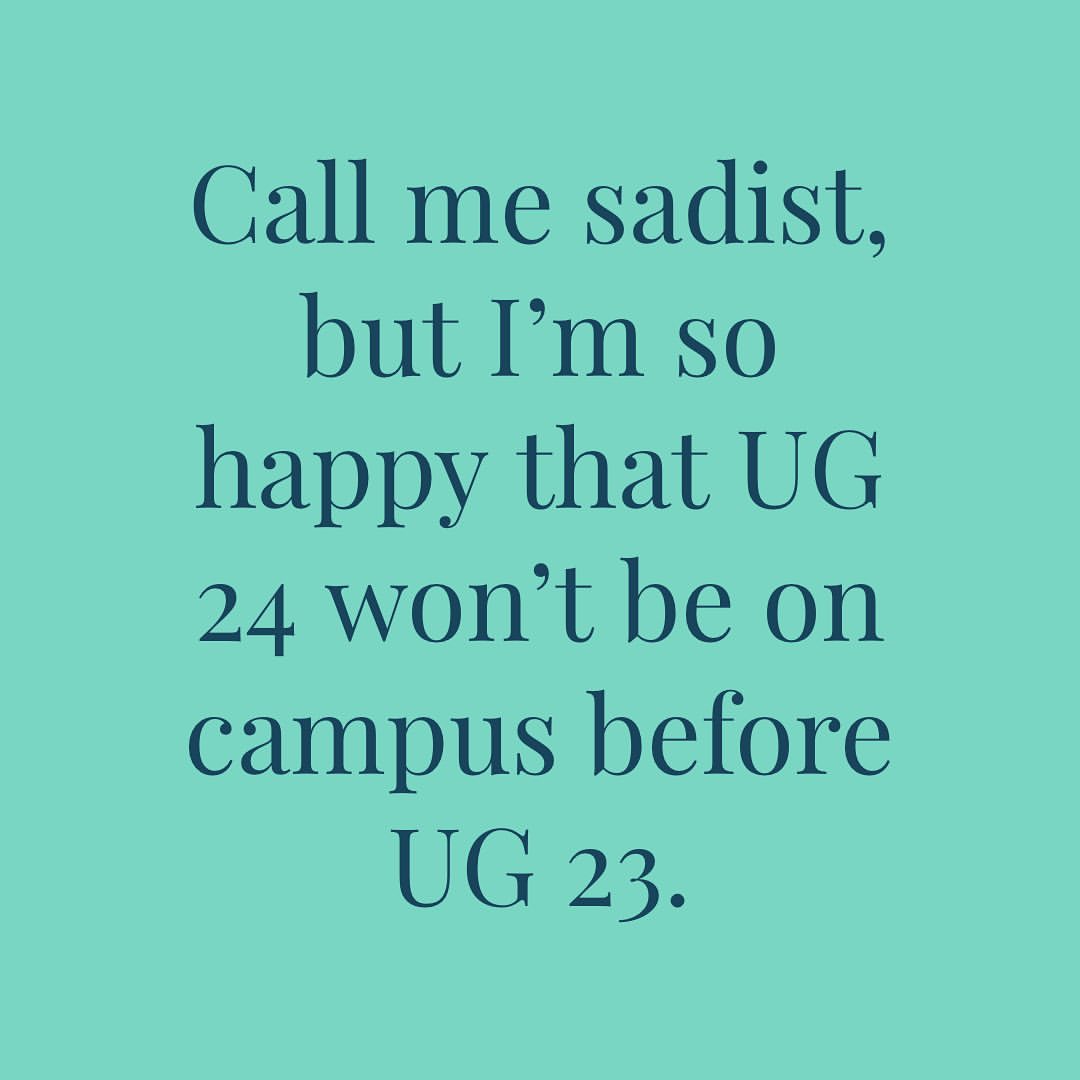 Call me sadist,
but I’m so
happy that UG
24 won’t be on
campus before
UG 23.